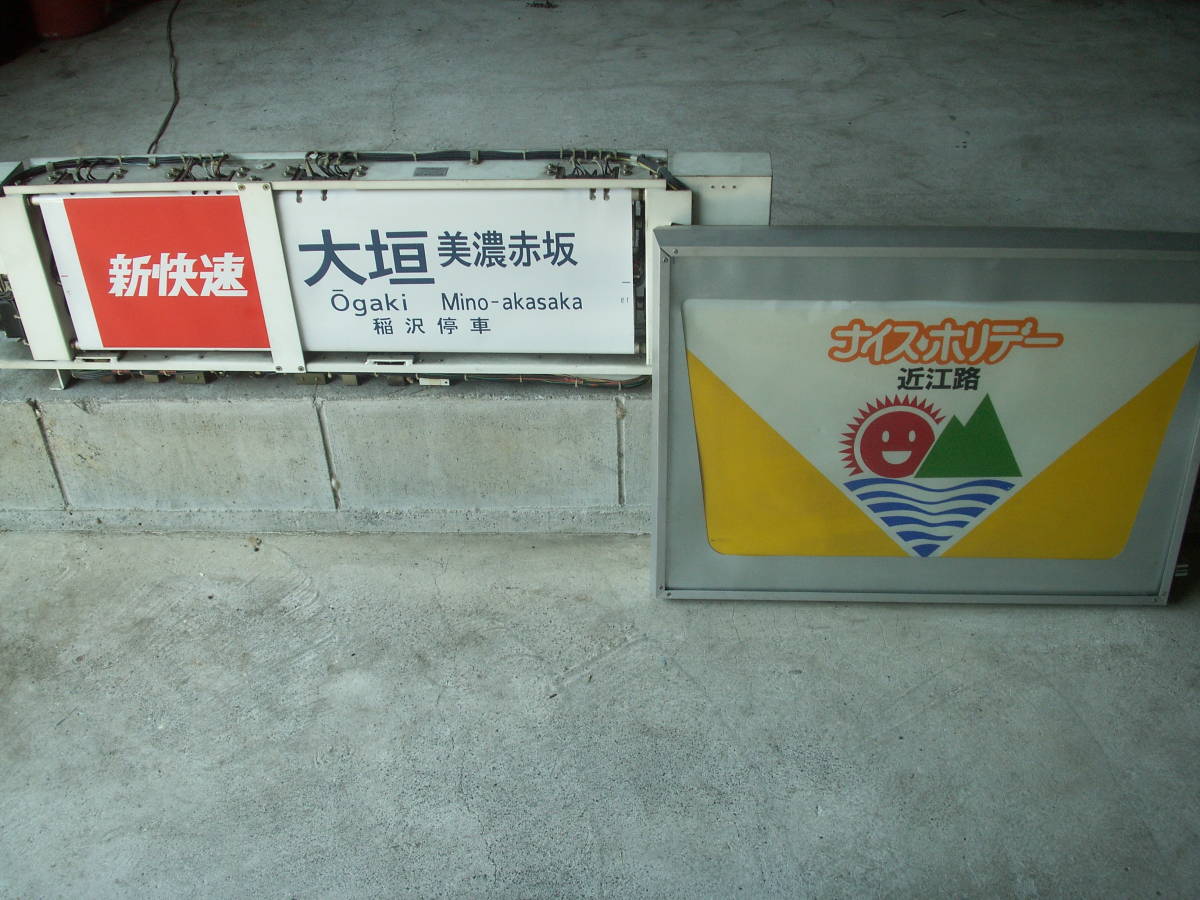 新快速
大垣 美濃赤坂
Ōgaki Mino-akasaka
稲沢停車
ナイス・ホリデー
近江路